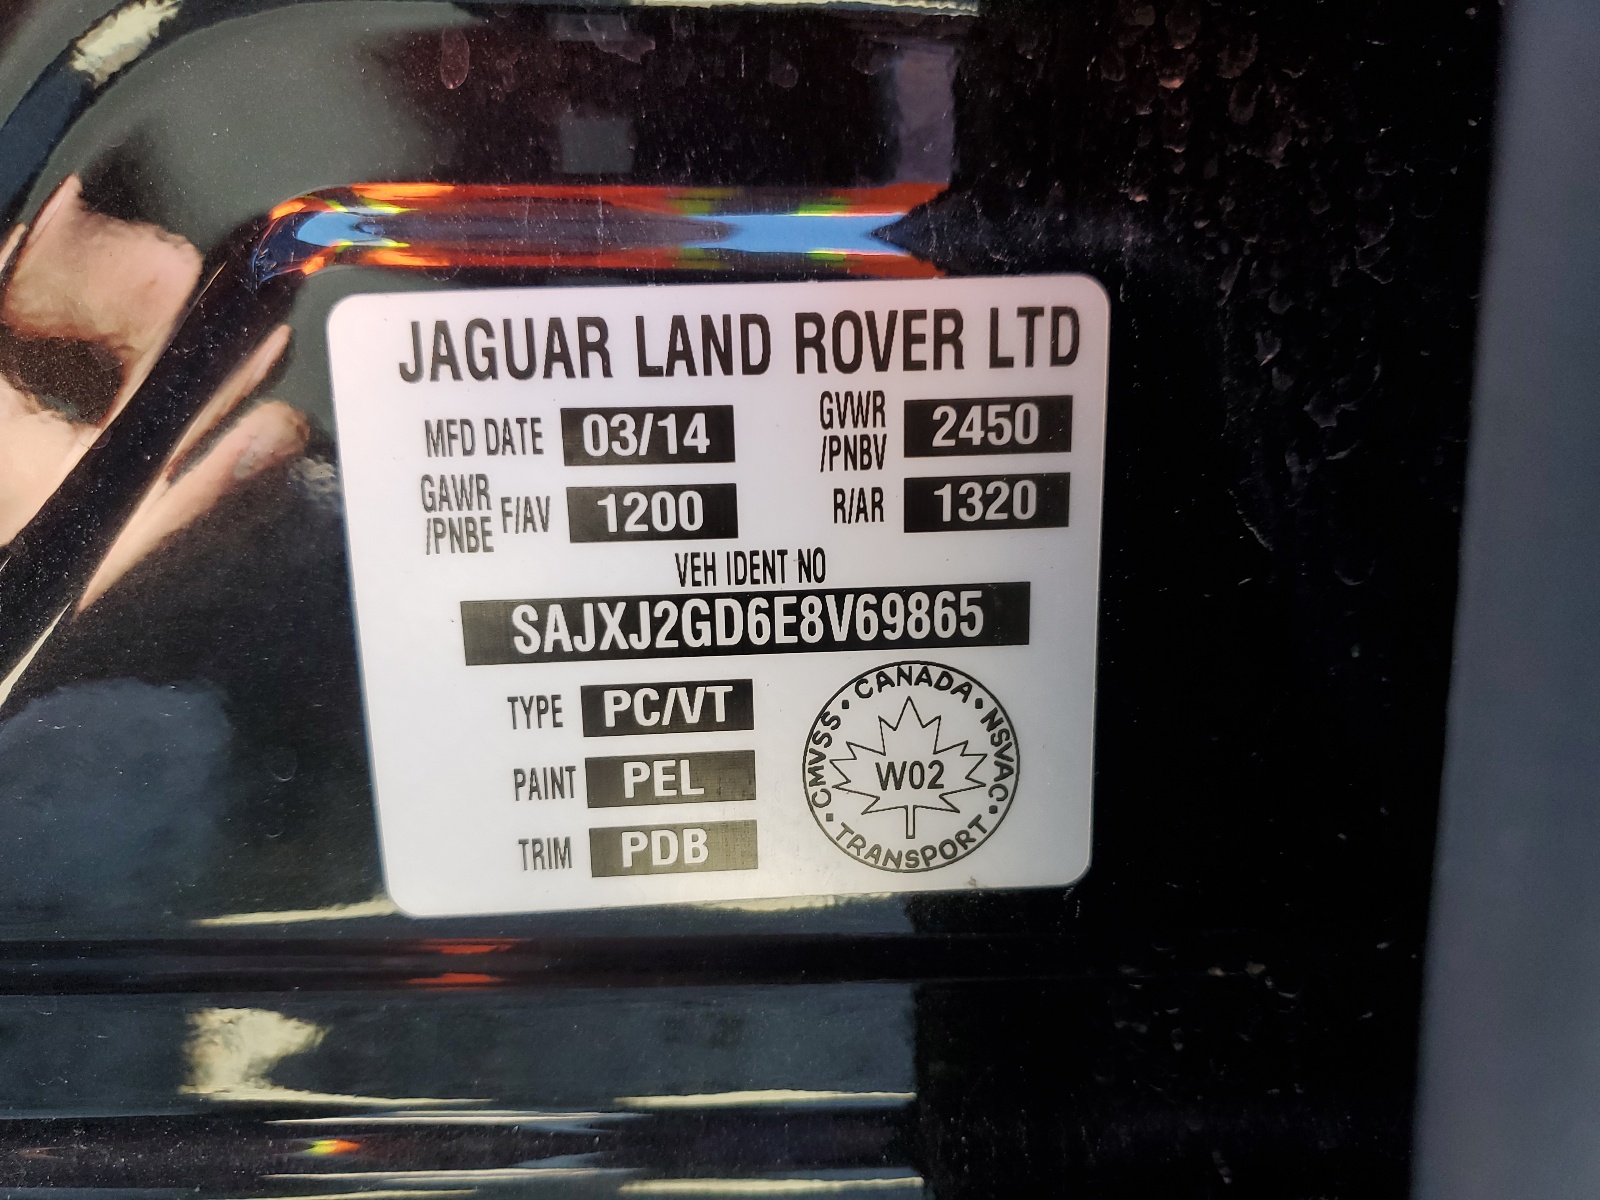 JAGUAR LAND ROVER LTD
MFD DATE 03/14 GVWR /PNBV 2450
GAWR /PNBE F/AV 1200 R/AR 1320
VEH IDENT NO
SAJXJ2GD6E8V69865
TYPE PC/VT
PAINT PEL
TRIM PDB
CANADA • NSVAC • TRANSPORT • CMVSS •
W02